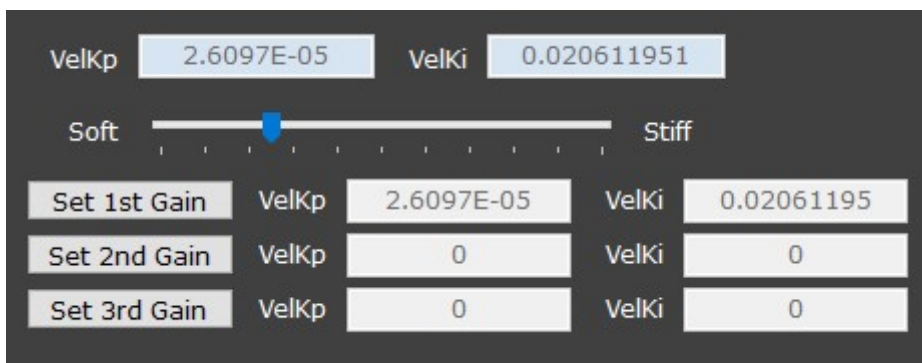 VelKp 2.6097E-05 VelKi 0.020611951
Soft Stiff
Set 1st Gain VelKp 2.6097E-05 VelKi 0.02061195
Set 2nd Gain VelKp 0 VelKi 0
Set 3rd Gain VelKp 0 VelKi 0